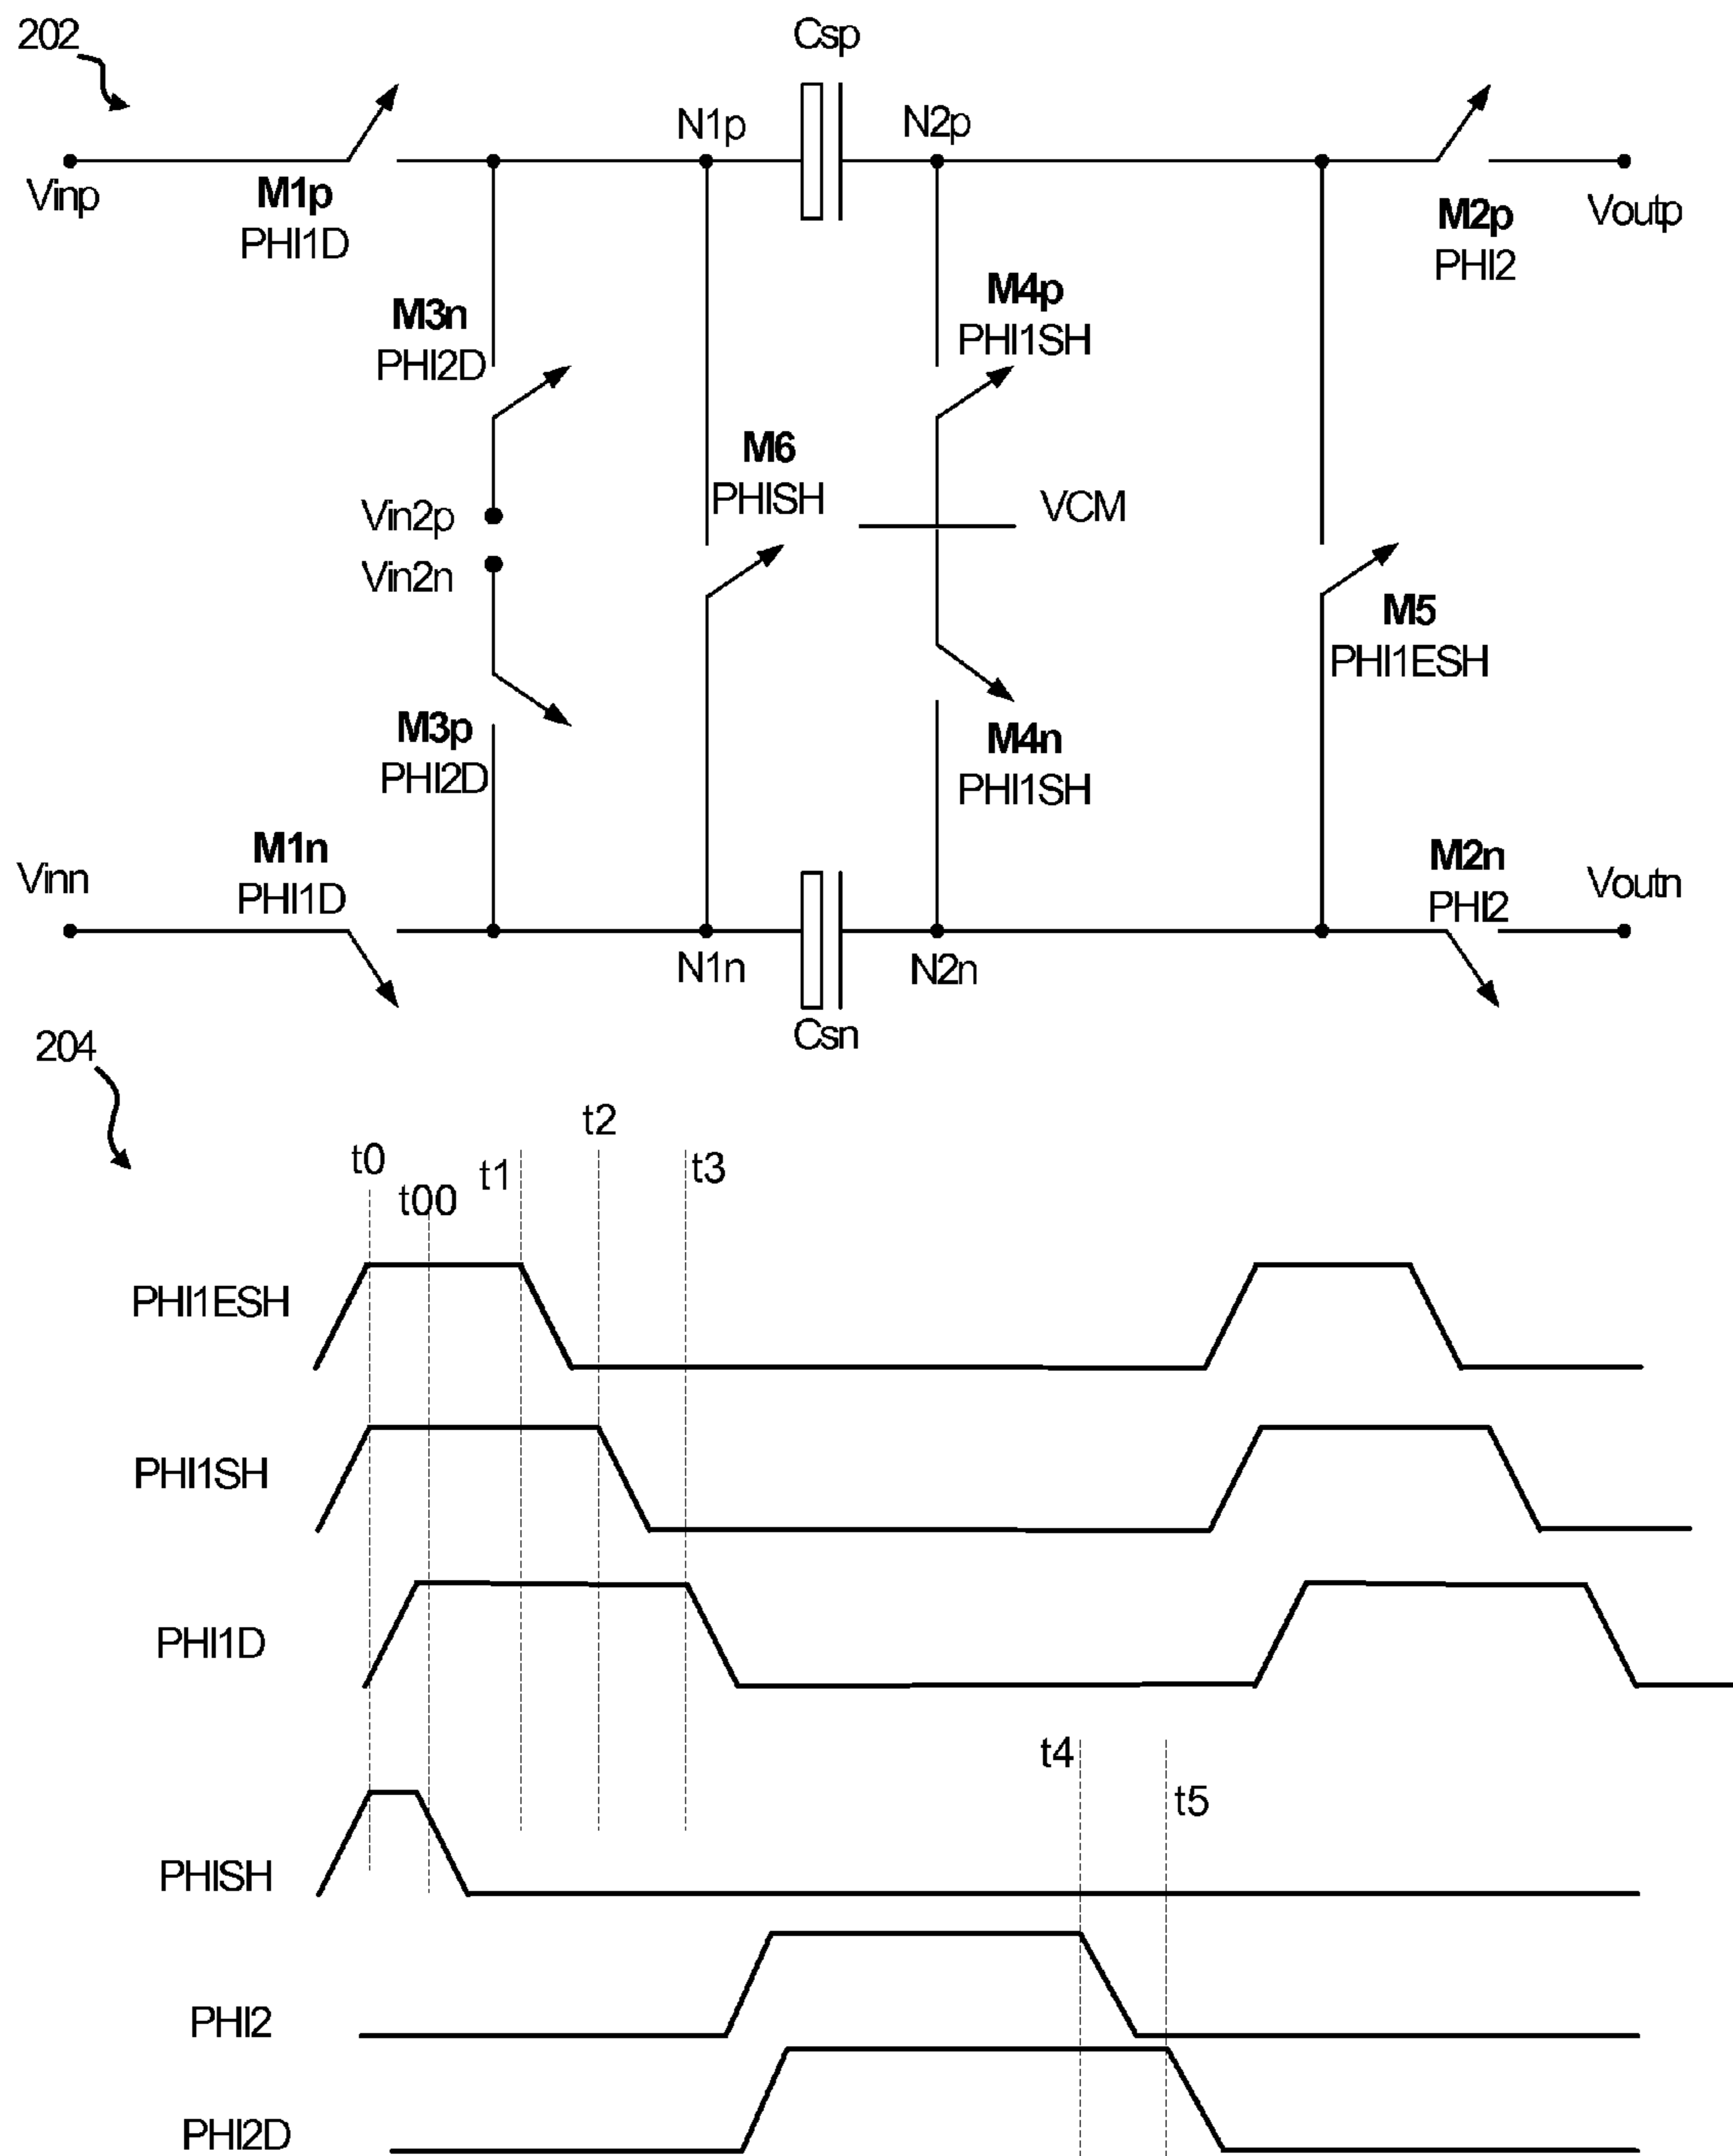 202
Csp
N1p
N2p
Vinp
M1p
PHI1D
M2p
PHI2
Voutp
M3n
PHI2D
M4p
PHI1SH
M6
PHISH
Vin2p
VCM
Vin2n
M5
PHI1ESH
M3p
PHI2D
M4n
PHI1SH
Vinn
M1n
PHI1D
M2n
PHI2
Voutn
N1n
N2n
Csn
204
t0
t00
t1
t2
t3
PHI1ESH
PHI1SH
PHI1D
t4
t5
PHISH
PHI2
PHI2D